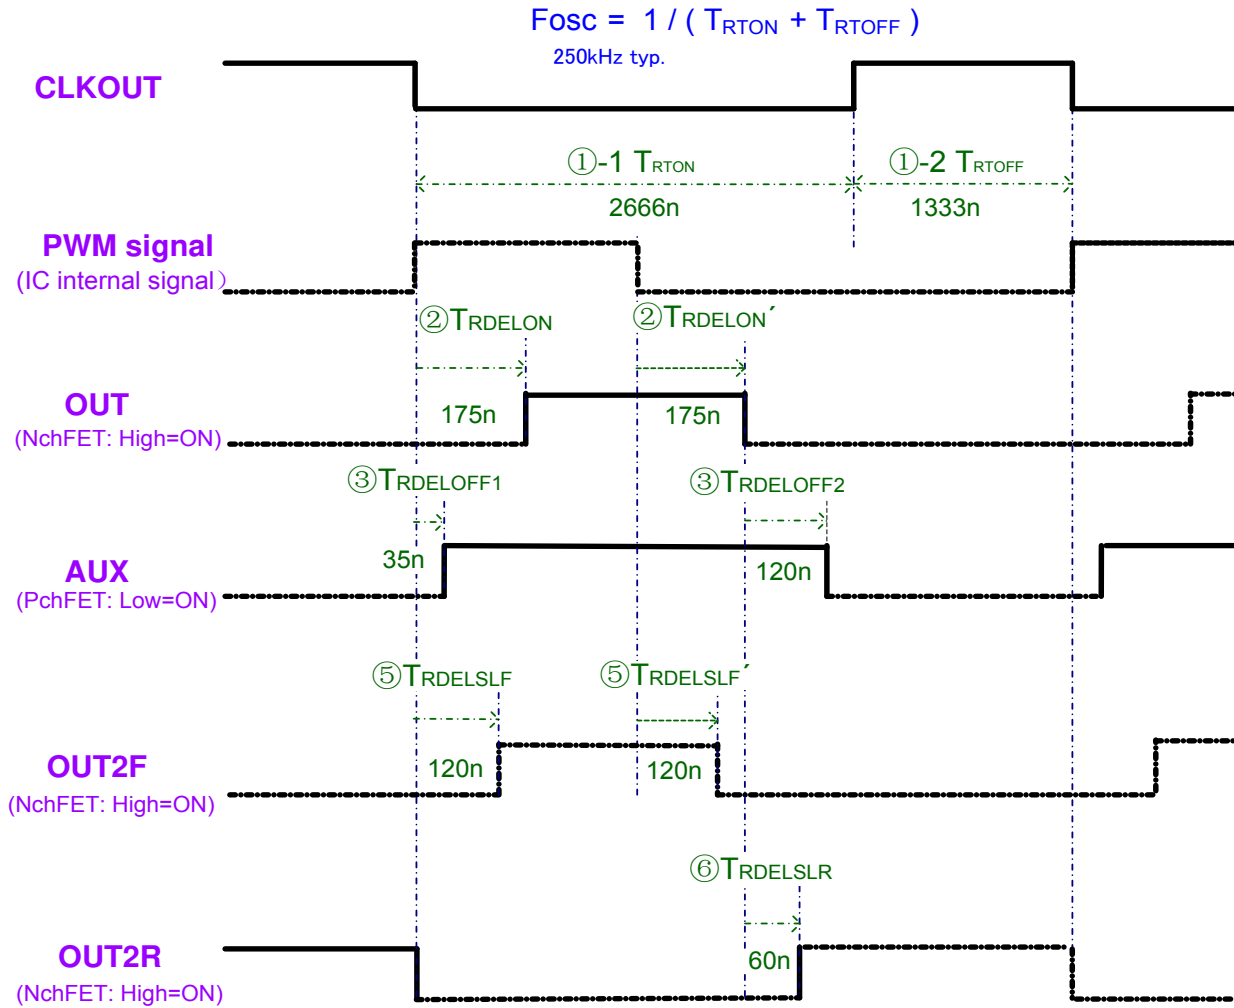 Fosc = 1 / ( TRTON + TRTOFF )
250kHz typ.
CLKOUT
①-1 TRTON
①-2 TRTOFF
2666n
1333n
PWM signal
(IC internal signal）
②TRDELON
②TRDELON´
OUT
175n
175n
(NchFET: High=ON)
③TRDELOFF1
③TRDELOFF2
35n
120n
AUX
(PchFET: Low=ON)
⑤TRDELSLF
⑤TRDELSLF´
OUT2F
120n
120n
(NchFET: High=ON)
⑥TRDELSLR
OUT2R
60n
(NchFET: High=ON)